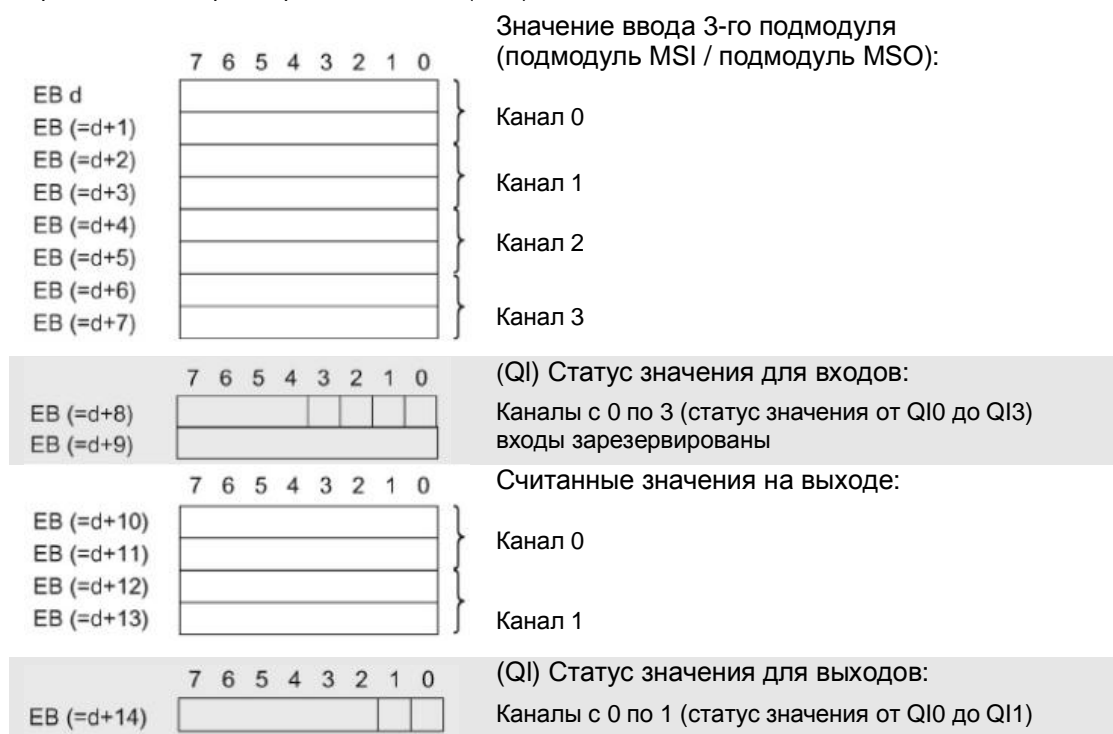 Значение ввода 3-го подмодуля
(подмодуль MSI / подмодуль MSO):
7 6 5 4 3 2 1 0
EB d
EB (=d+1)
Канал 0
EB (=d+2)
EB (=d+3)
Канал 1
EB (=d+4)
EB (=d+5)
Канал 2
EB (=d+6)
EB (=d+7)
Канал 3
7 6 5 4 3 2 1 0
(QI) Статус значения для входов:
EB (=d+8)
Каналы с 0 по 3 (статус значения от QI0 до QI3)
EB (=d+9)
входы зарезервированы
7 6 5 4 3 2 1 0
Считанные значения на выходе:
EB (=d+10)
EB (=d+11)
Канал 0
EB (=d+12)
EB (=d+13)
Канал 1
7 6 5 4 3 2 1 0
(QI) Статус значения для выходов:
EB (=d+14)
Каналы с 0 по 1 (статус значения от QI0 до QI1)